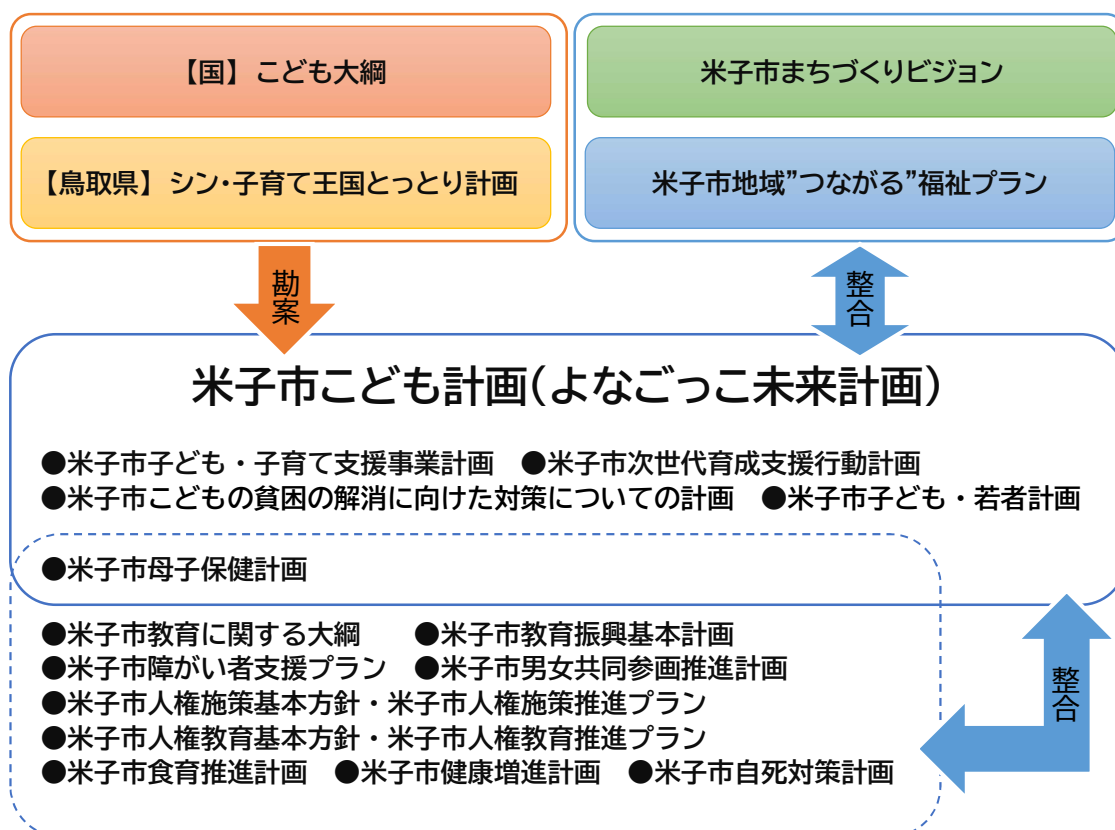 【国】こども大綱
【鳥取県】シン・子育て王国とっとり計画
米子市まちづくりビジョン
米子市地域”つながる”福祉プラン
勘案
整合
米子市こども計画(よなごっこ未来計画)
●米子市子ども・子育て支援事業計画　●米子市次世代育成支援行動計画
●米子市こどもの貧困の解消に向けた対策についての計画　●米子市子ども・若者計画
●米子市母子保健計画
●米子市教育に関する大綱　●米子市教育振興基本計画
●米子市障がい者支援プラン　●米子市男女共同参画推進計画
●米子市人権施策基本方針・米子市人権施策推進プラン
●米子市人権教育基本方針・米子市人権教育推進プラン
●米子市食育推進計画　●米子市健康増進計画　●米子市自死対策計画
整合